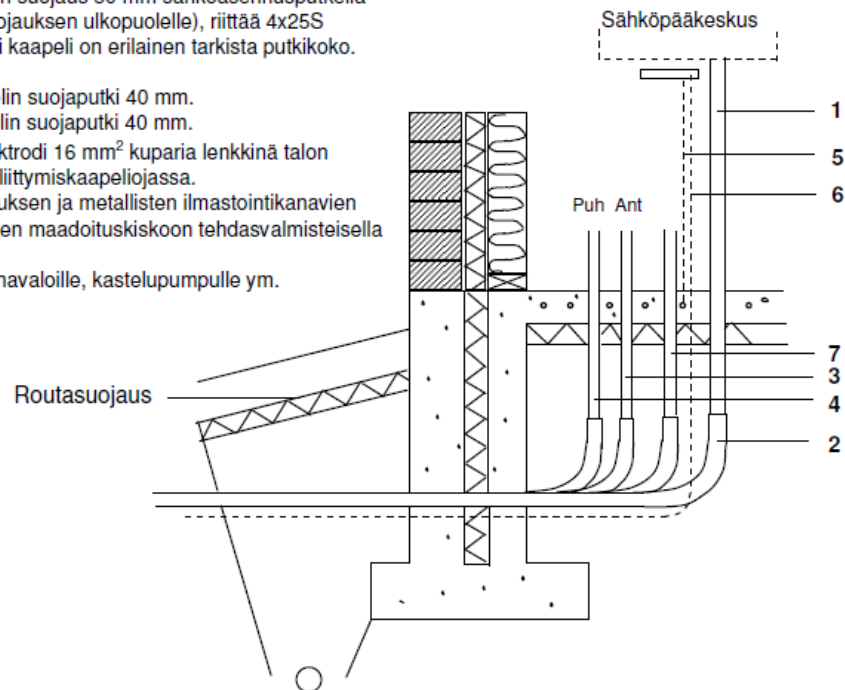 suojaus 80 mm sähköasennusputkella
ojauksen ulkopuolelle), riittää 4x25S
i kaapeli on erilainen tarkista putkikoko.
lin suojaputki 40 mm.
lin suojaputki 40 mm.
ktrodi 16 mm² kuparia lenkkinä talon
liittymiskaapeliojassa.
uksen ja metallisten ilmastointikanavien
en maadoituskiskoon tehdasvalmisteisella
navaloille, kastelupumpulle ym.
Sähköpääkeskus
1
5
6
Puh Ant
7
3
4
2
Routasuojaus